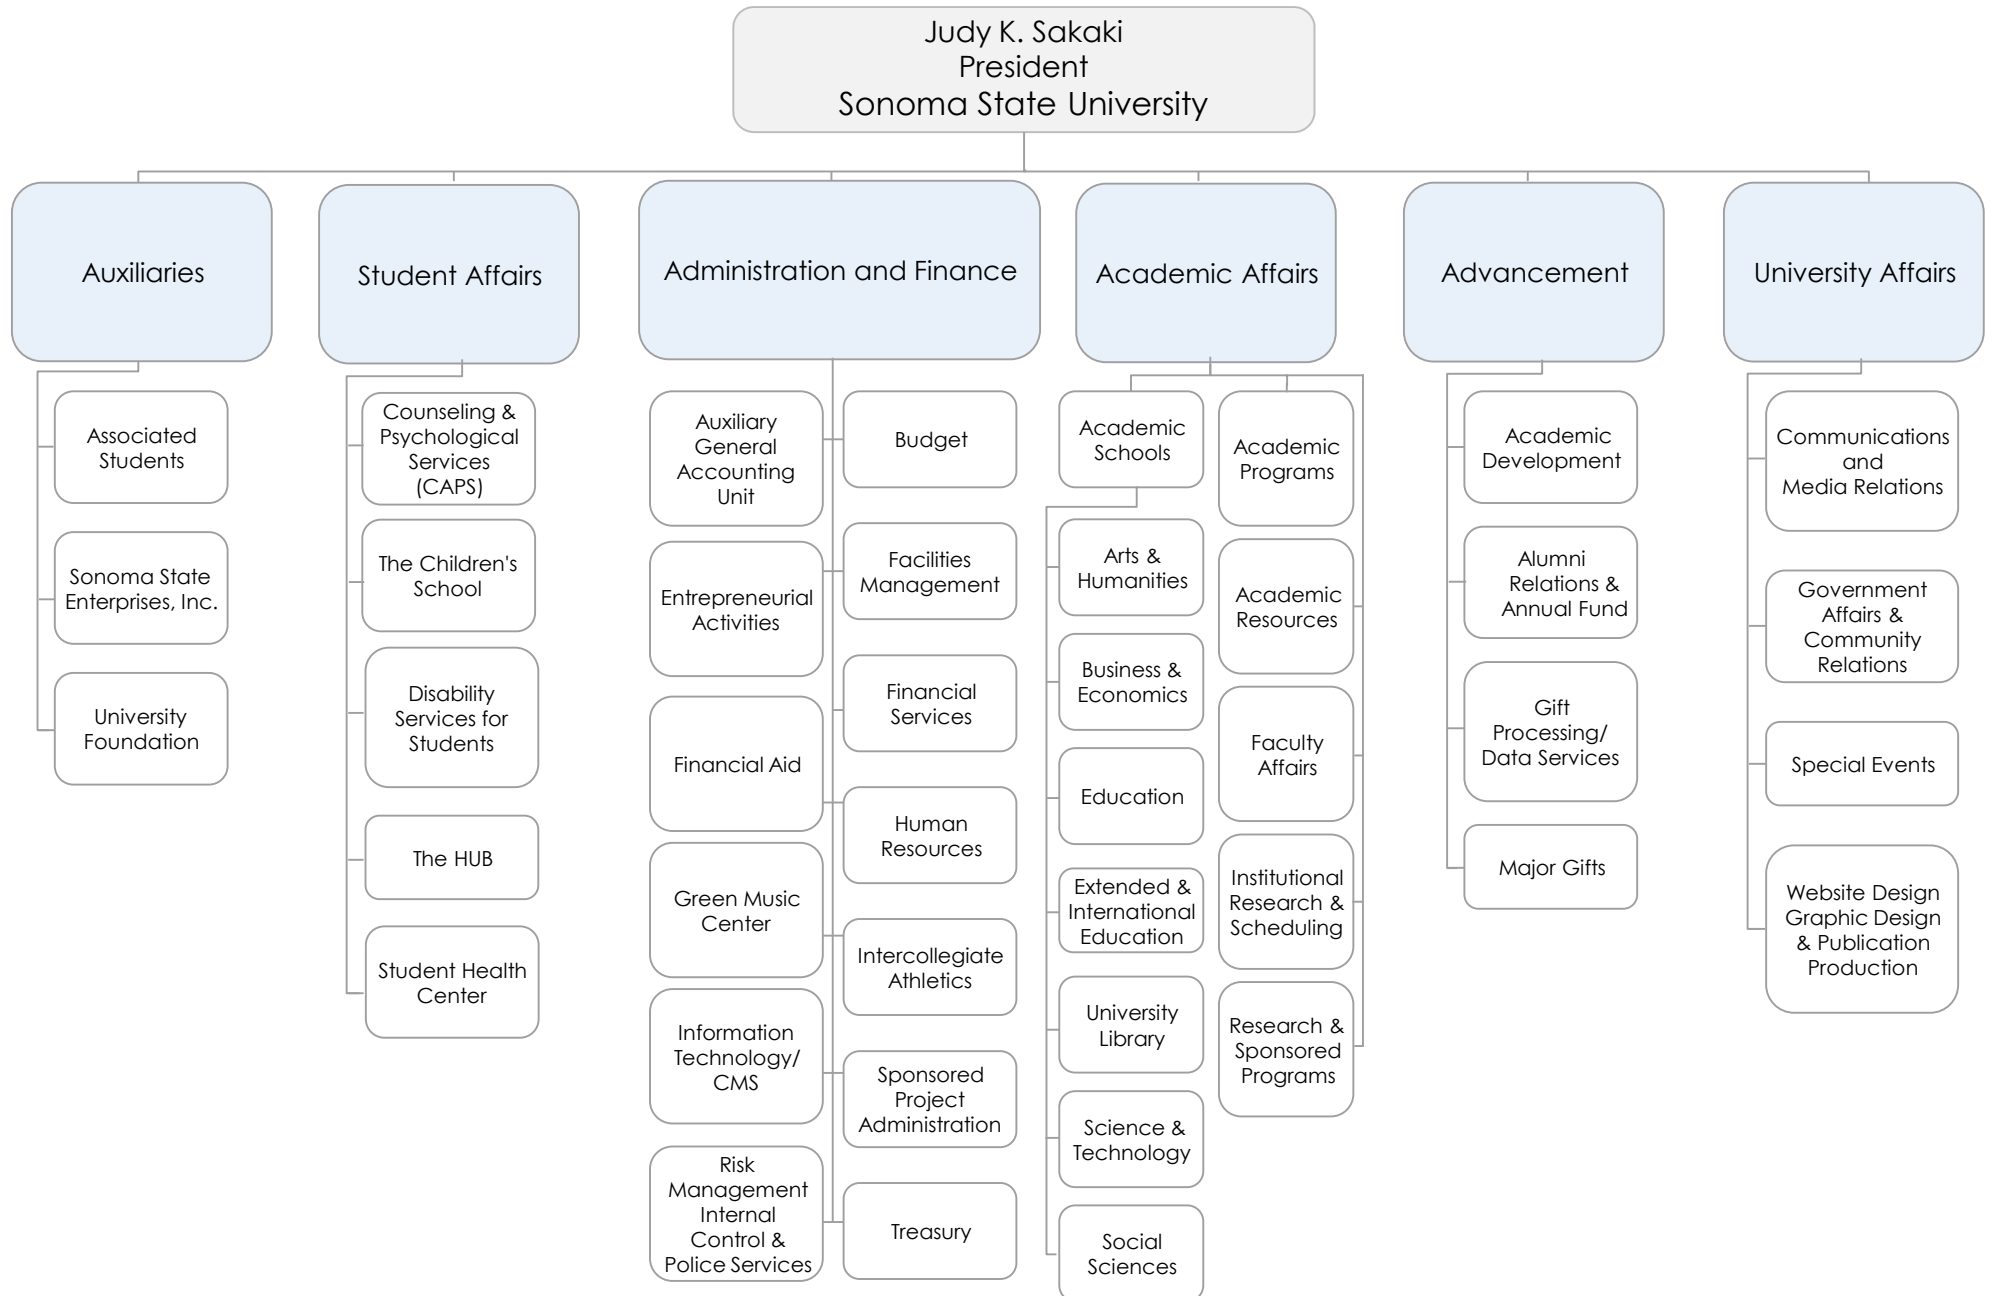 Judy K. Sakaki
President
Sonoma State University
Auxiliaries
Student Affairs
Administration and Finance
Academic Affairs
Advancement
University Affairs
Associated
Students
Sonoma State
Enterprises, Inc.
University
Foundation
Counseling &
Psychological
Services
(CAPS)
The Children's
School
Disability
Services for
Students
The HUB
Student Health
Center
Auxiliary
General
Accounting
Unit
Entrepreneurial
Activities
Financial Aid
Green Music
Center
Information
Technology/
CMS
Risk
Management
Internal
Control &
Police Services
Budget
Facilities
Management
Financial
Services
Human
Resources
Intercollegiate
Athletics
Sponsored
Project
Administration
Treasury
Academic
Schools
Arts &
Humanities
Business &
Economics
Education
Extended &
International
Education
University
Library
Science &
Technology
Social
Sciences
Academic
Programs
Academic
Resources
Faculty
Affairs
Institutional
Research &
Scheduling
Research &
Sponsored
Programs
Academic
Development
Alumni
Relations &
Annual Fund
Gift
Processing/
Data Services
Major Gifts
Communications
and
Media Relations
Government
Affairs &
Community
Relations
Special Events
Website Design
Graphic Design
& Publication
Production